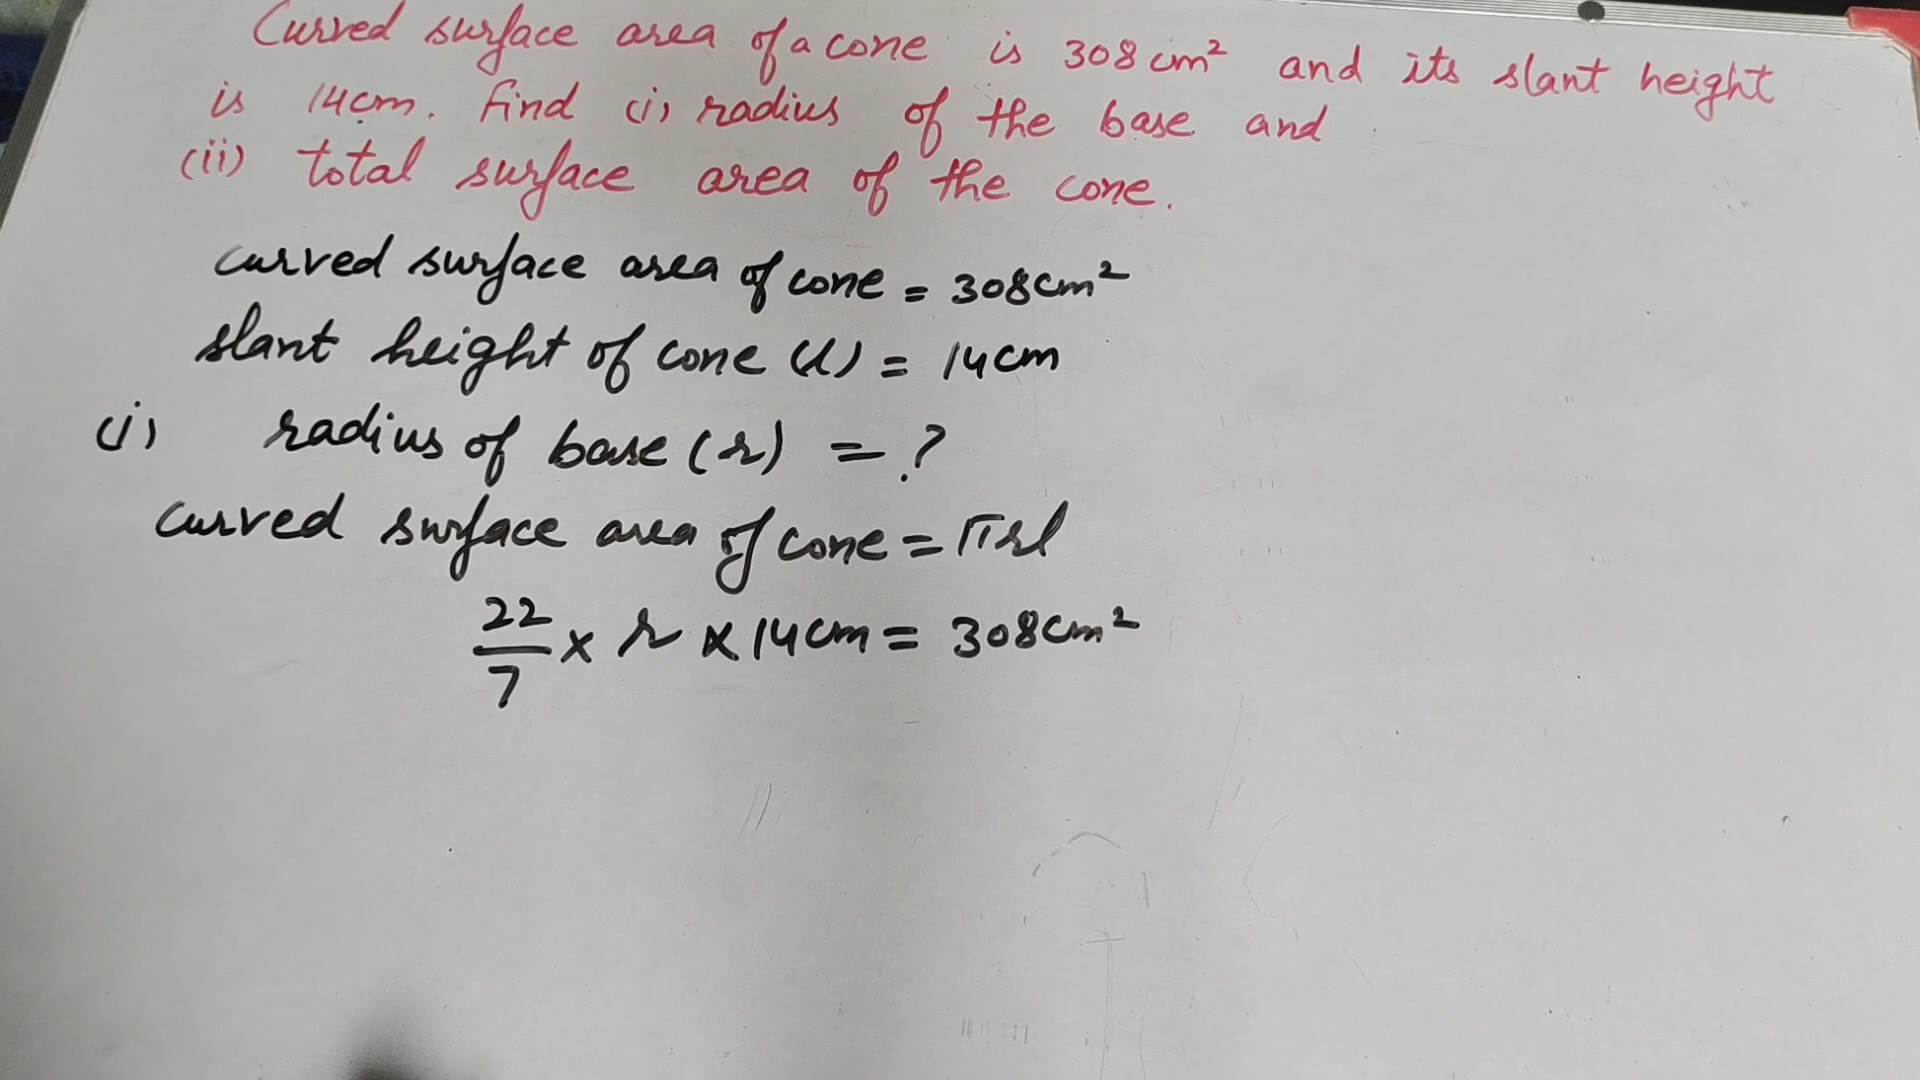 Curved surface area of a cone is 308 cm² and its slant height
is 14cm. Find (i) radius of the base and
(ii) total surface area of the cone.
curved surface area of cone = 308cm²
slant height of cone (l) = 14cm
(i) radius of base (r) = ?
curved surface area of cone = πrl
22/7 × r × 14cm = 308cm²